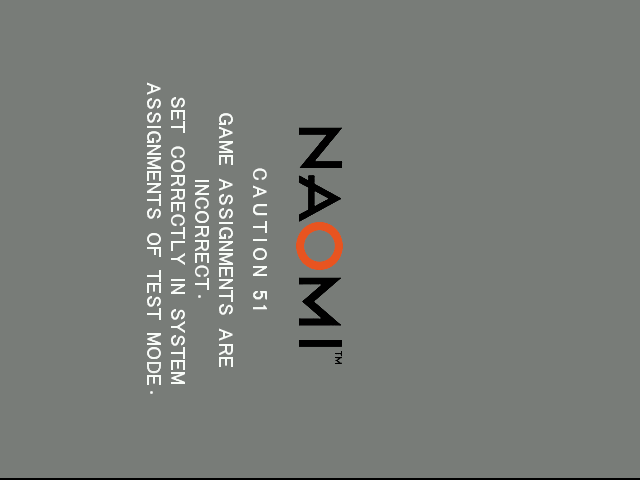 NAOMI™
CAUTION 51
GAME ASSIGNMENTS ARE
INCORRECT.
SET CORRECTLY IN SYSTEM
ASSIGNMENTS OF TEST MODE.